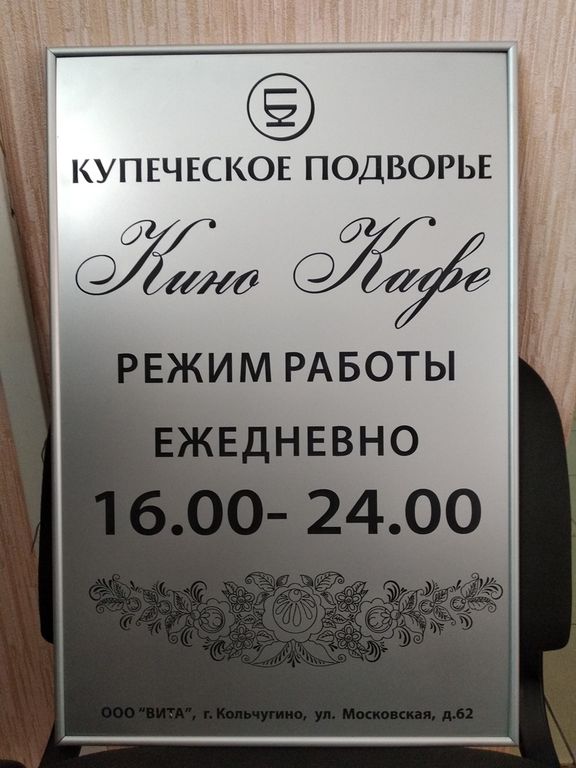 КУПЕЧЕСКОЕ ПОДВОРЬЕ
Кино Кафе
РЕЖИМ РАБОТЫ
ЕЖЕДНЕВНО
16.00- 24.00
ООО "ВИТА", г. Кольчугино, ул. Московская, д.62